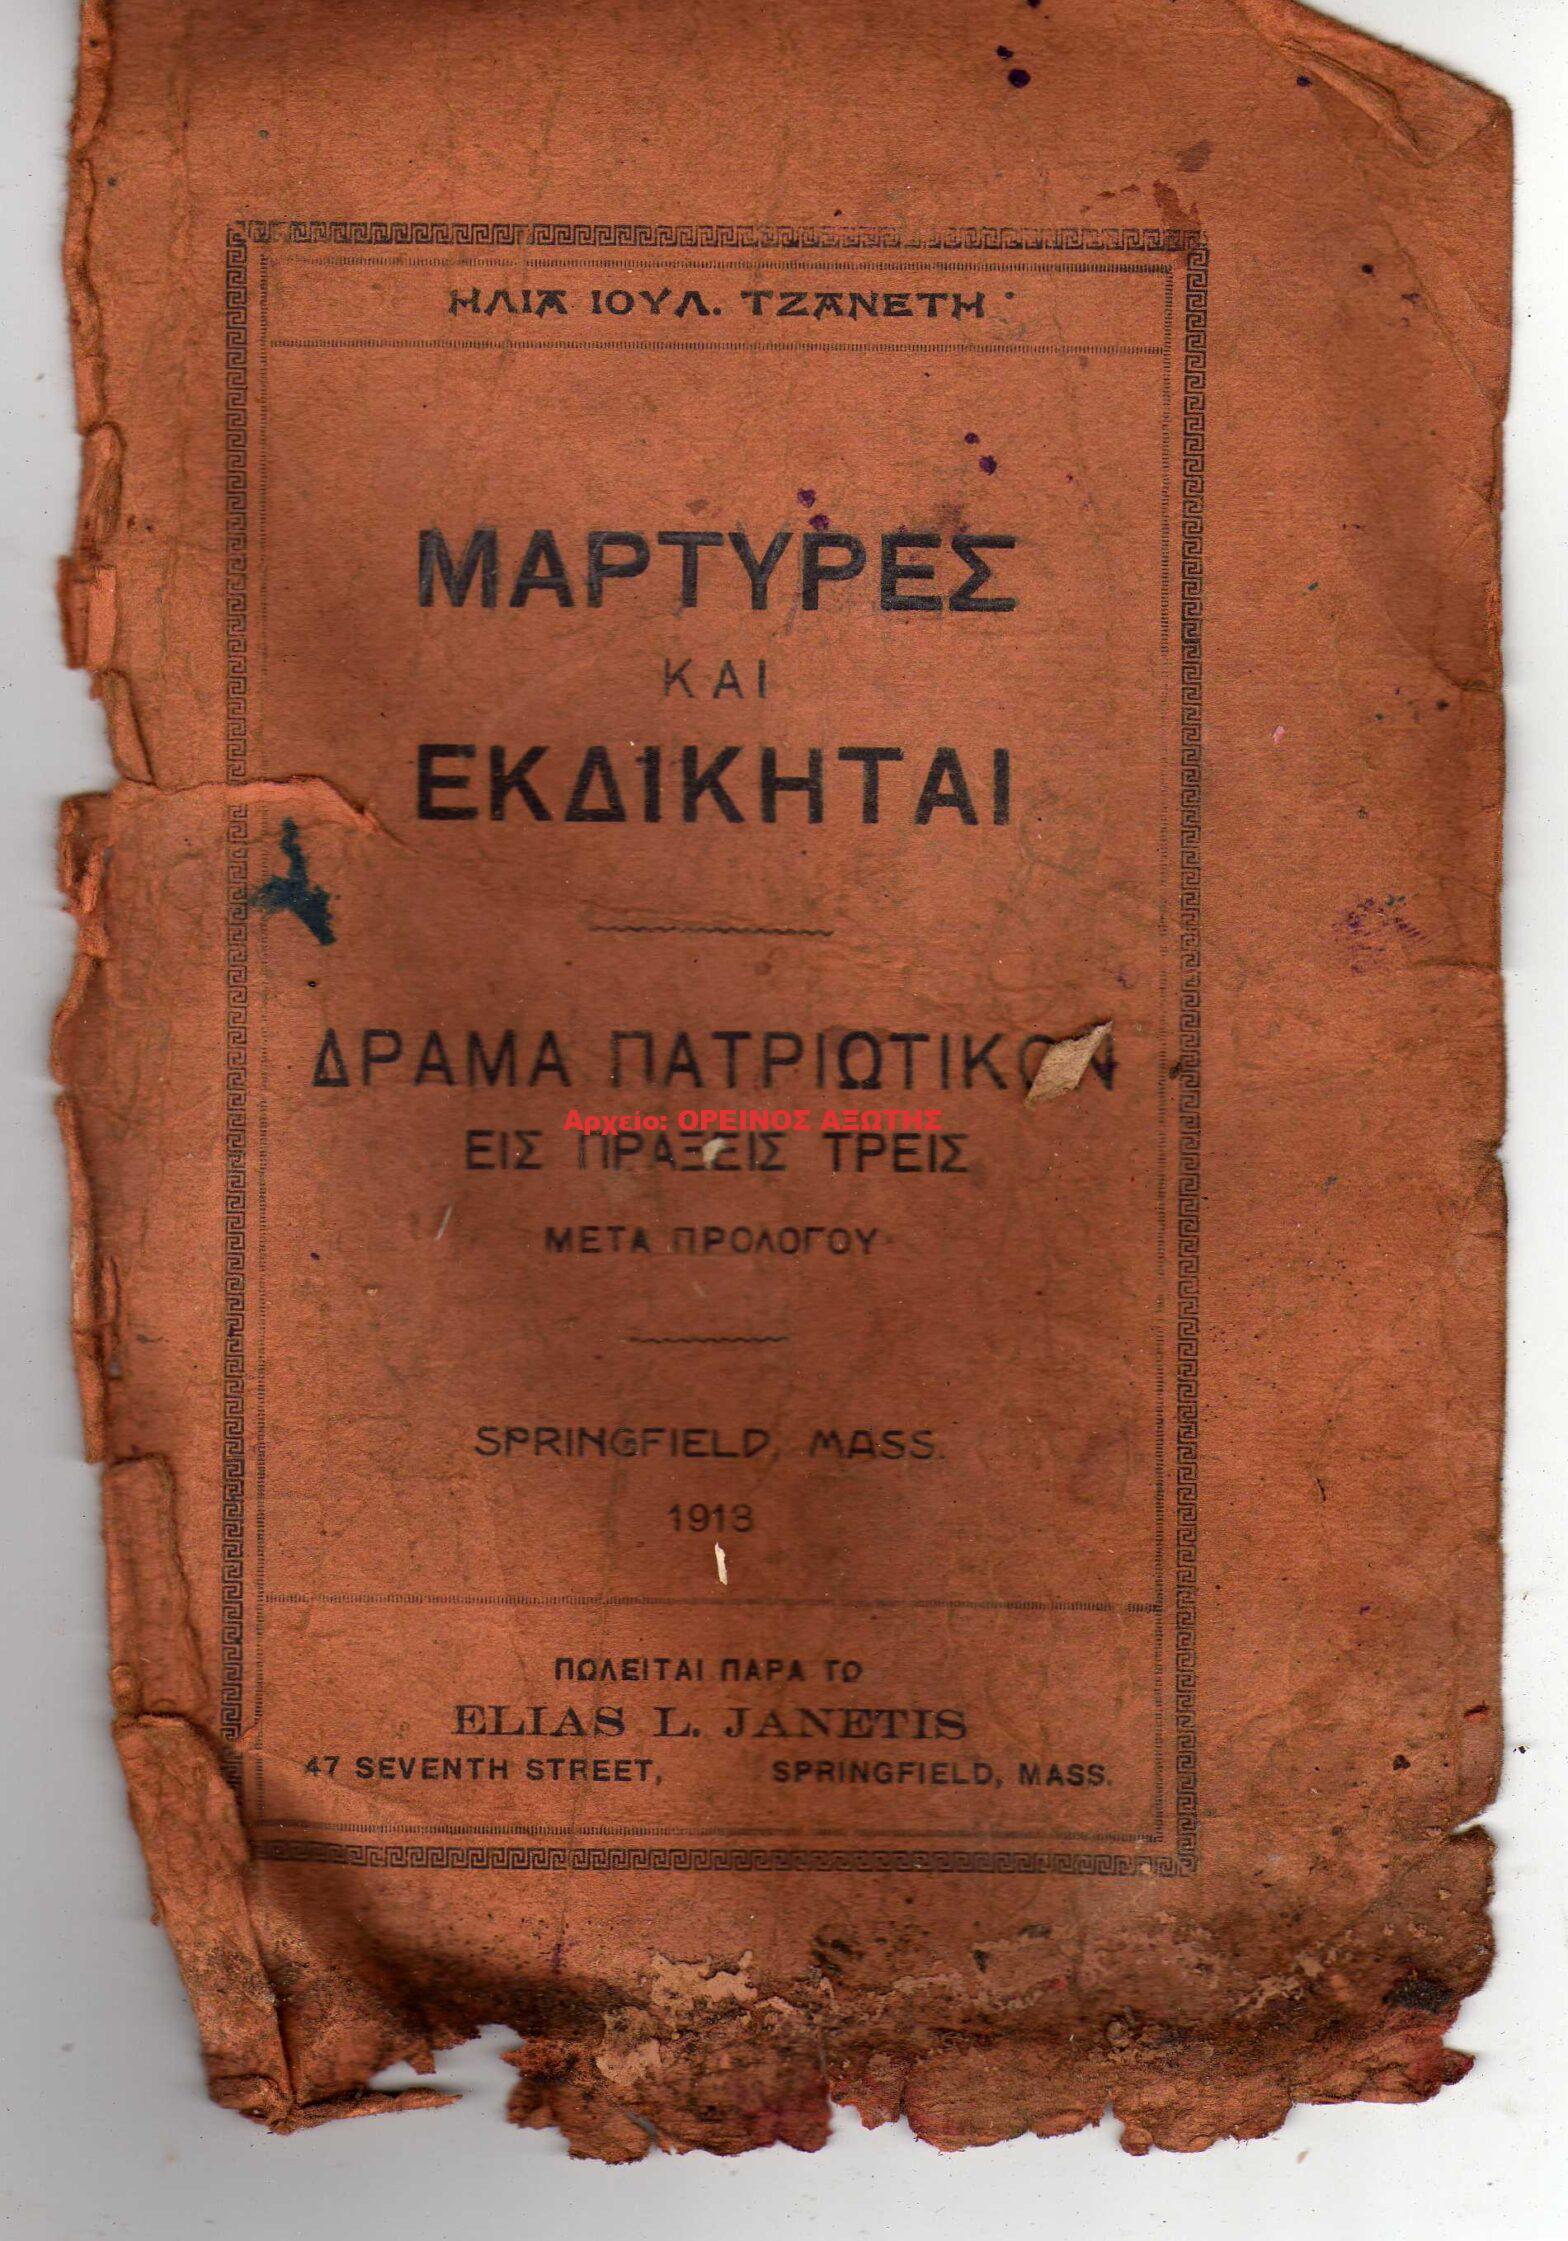 ΗΛΙΑ ΙΟΥΛ. ΤΖΑΝΕΤΗ
ΜΑΡΤΥΡΕΣ
ΚΑΙ
ΕΚΔΙΚΗΤΑΙ
ΔΡΑΜΑ ΠΑΤΡΙΩΤΙΚΟΝ
Αρχείο: ΟΡΕΙΝΟΣ ΑΞΩΤΗΣ
ΕΙΣ ΠΡΑΞΕΙΣ ΤΡΕΙΣ
ΜΕΤΑ ΠΡΟΛΟΓΟΥ
SPRINGFIELD, MASS.
1913
ΠΩΛΕΙΤΑΙ ΠΑΡΑ ΤΩ
ELIAS L. JANETIS
47 SEVENTH STREET, SPRINGFIELD, MASS.